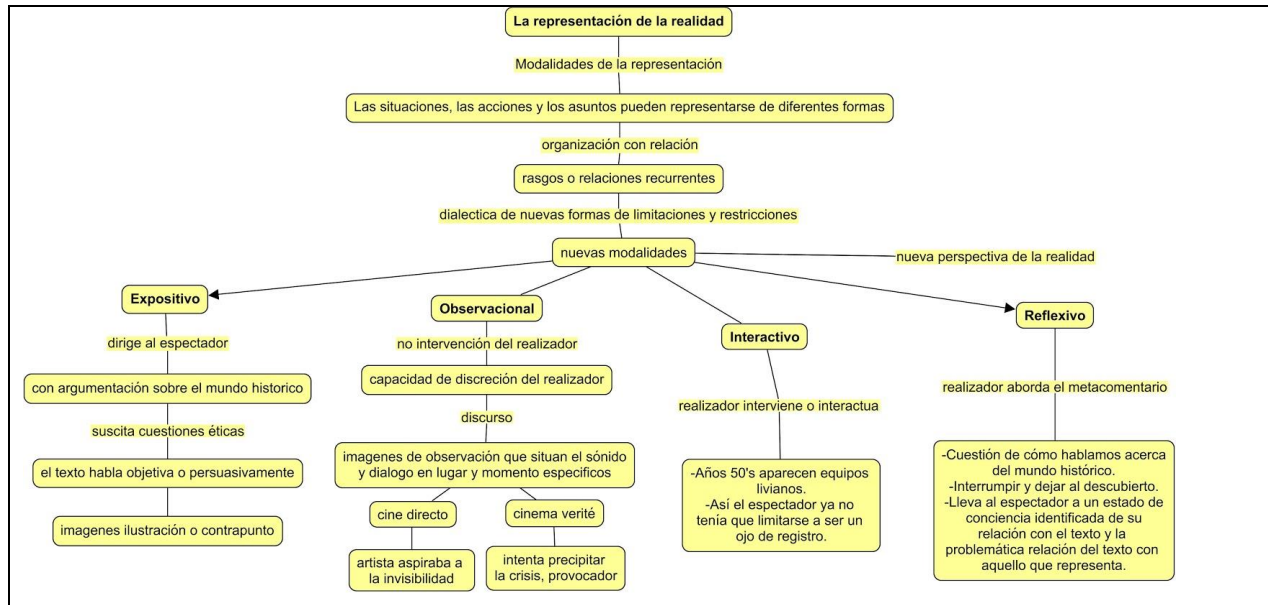 La representación de la realidad
Modalidades de la representación
Las situaciones, las acciones y los asuntos pueden representarse de diferentes formas
organización con relación
rasgos o relaciones recurrentes
dialectica de nuevas formas de limitaciones y restricciones
nuevas modalidades
nueva perspectiva de la realidad
Expositivo
dirige al espectador
con argumentación sobre el mundo historico
suscita cuestiones éticas
el texto habla objetiva o persuasivamente
imagenes ilustración o contrapunto
Observacional
no intervención del realizador
capacidad de discreción del realizador
discurso
imagenes de observación que situan el sónido
y dialogo en lugar y momento especificos
cine directo
artista aspiraba a
la invisibilidad
cinema verité
intenta precipitar
la crisis, provocador
Interactivo
realizador interviene o interactua
-Años 50's aparecen equipos
livianos.
-Así el espectador ya no
tenía que limitarse a ser un
ojo de registro.
Reflexivo
realizador aborda el metacomentario
-Cuestión de cómo hablamos acerca
del mundo histórico.
-Interrumpir y dejar al descubierto.
-Lleva al espectador a un estado de
conciencia identificada de su
relación con el texto y la
problemática relación del texto con
aquello que representa.